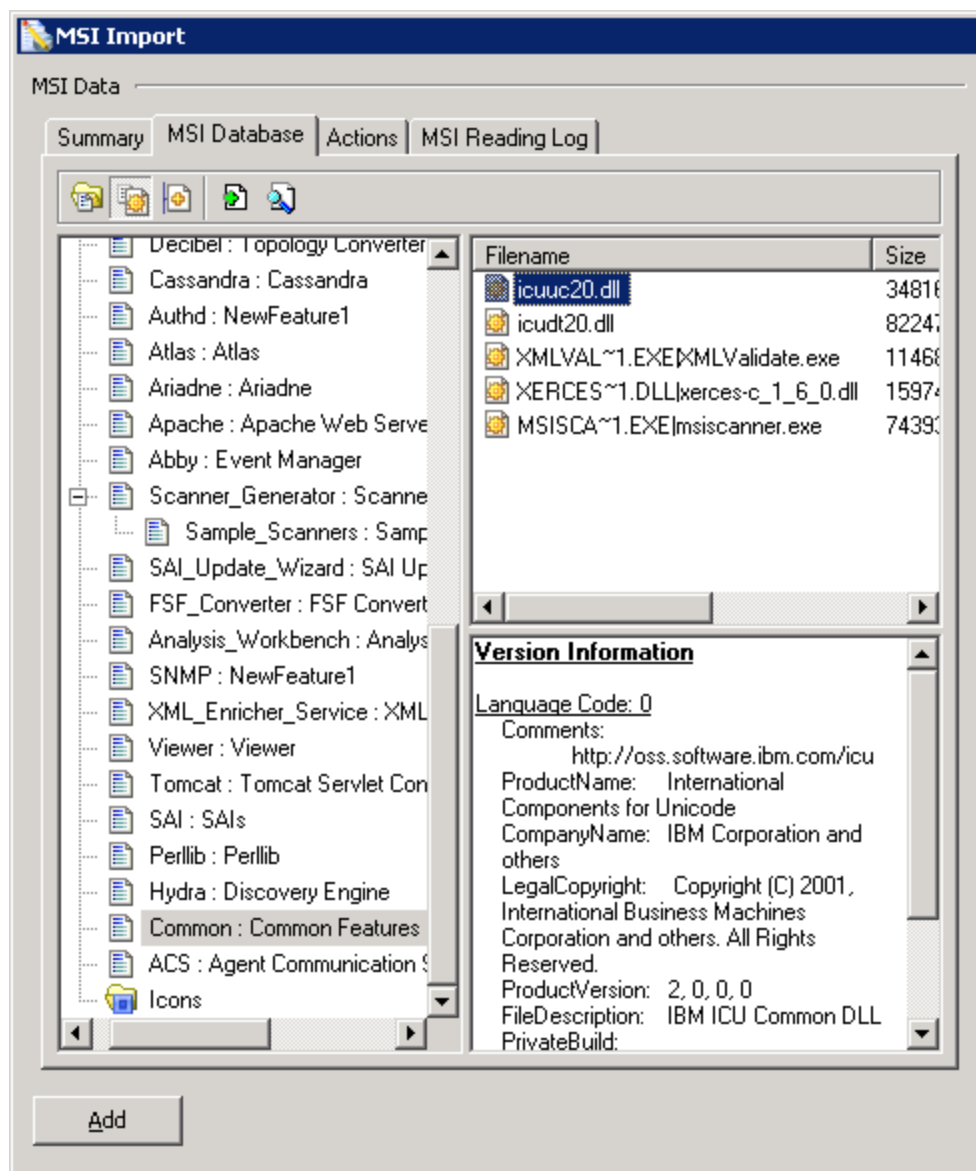 MSI Import
MSI Data
Summary
MSI Database
Actions
MSI Reading Log
Decibel : Topology Converter
Cassandra : Cassandra
Authd : NewFeature1
Atlas : Atlas
Ariadne : Ariadne
Apache : Apache Web Serve
Abby : Event Manager
Scanner_Generator : Scanne
Sample_Scanners : Samp
SAI_Update_Wizard : SAI Up
FSF_Converter : FSF Convert
Analysis_Workbench : Analys
SNMP : NewFeature1
XML_Enricher_Service : XML
Viewer : Viewer
Tomcat : Tomcat Servlet Con
SAI : SAIs
Perllib : Perllib
Hydra : Discovery Engine
Common : Common Features
ACS : Agent Communication S
Icons
Filename Size
icuuc20.dll 34816
icudt20.dll 82247
XMLVAL~1.EXE|XMLValidate.exe 11468
XERCES~1.DLL|xerces-c_1_6_0.dll 15974
MSISCA~1.EXE|msiscanner.exe 74393
Version Information
Language Code: 0
Comments:
http://oss.software.ibm.com/icu
ProductName: International
Components for Unicode
CompanyName: IBM Corporation and
others
LegalCopyright: Copyright (C) 2001,
International Business Machines
Corporation and others. All Rights
Reserved.
ProductVersion: 2, 0, 0, 0
FileDescription: IBM ICU Common DLL
PrivateBuild:
Add